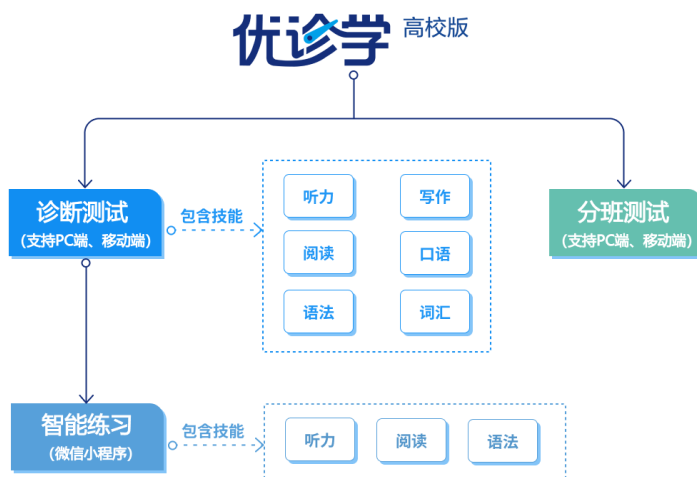 优诊学 高校版
诊断测试
（支持PC端、移动端）
包含技能
听力
写作
阅读
口语
语法
词汇
分班测试
（支持PC端、移动端）
智能练习
（微信小程序）
包含技能
听力
阅读
语法